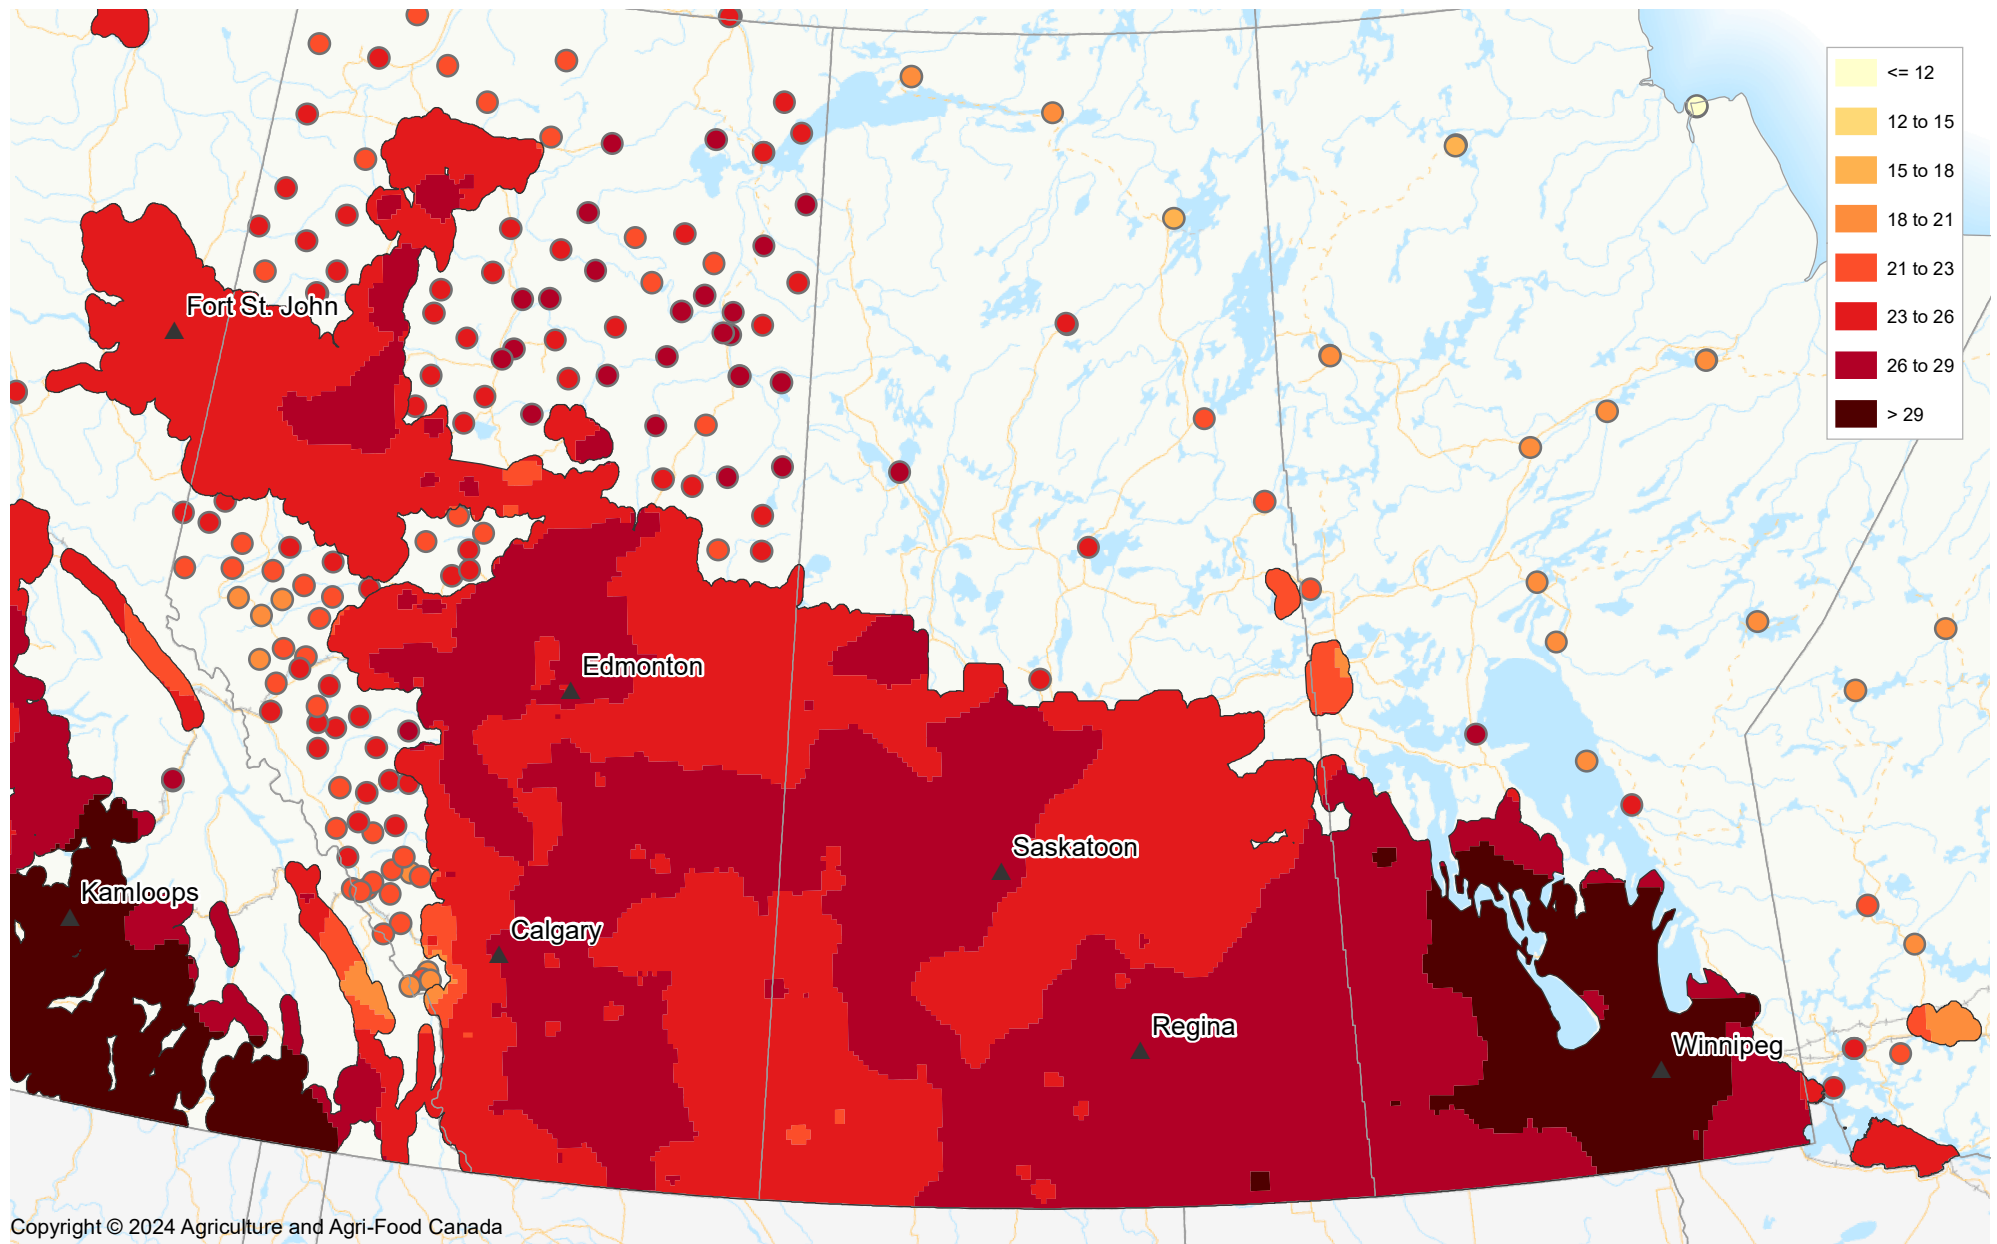 <= 12
12 to 15
15 to 18
18 to 21
21 to 23
23 to 26
26 to 29
> 29
Fort St. John
Edmonton
Saskatoon
Kamloops
Calgary
Regina
Winnipeg
Copyright © 2024 Agriculture and Agri-Food Canada